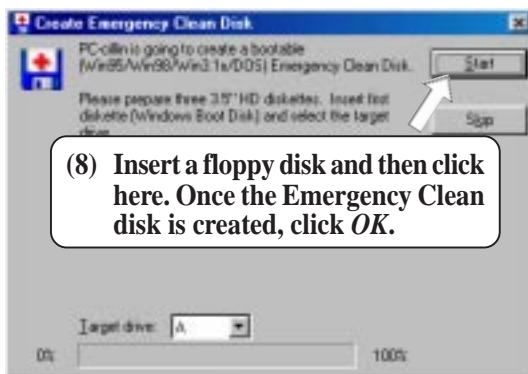 Create Emergency Clean Disk
PC-cillin is going to create a bootable
(Win95/Win98/Win3.1x/DOS) Emergency Clean Disk.
Please prepare three 3.5" HD diskettes. Insert first
diskette (Windows Boot Disk) and select the target
drive.
Start
Skip
(8) Insert a floppy disk and then click
here. Once the Emergency Clean
disk is created, click OK.
Target drive: A
0% 100%